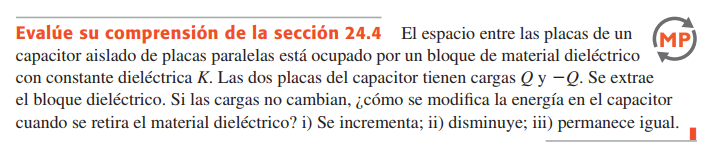 Evalúe su comprensión de la sección 24.4 El espacio entre las placas de un
capacitor aislado de placas paralelas está ocupado por un bloque de material dieléctrico
con constante dieléctrica K. Las dos placas del capacitor tienen cargas Q y −Q. Se extrae
el bloque dieléctrico. Si las cargas no cambian, ¿cómo se modifica la energía en el capacitor
cuando se retira el material dieléctrico? i) Se incrementa; ii) disminuye; iii) permanece igual.
MP